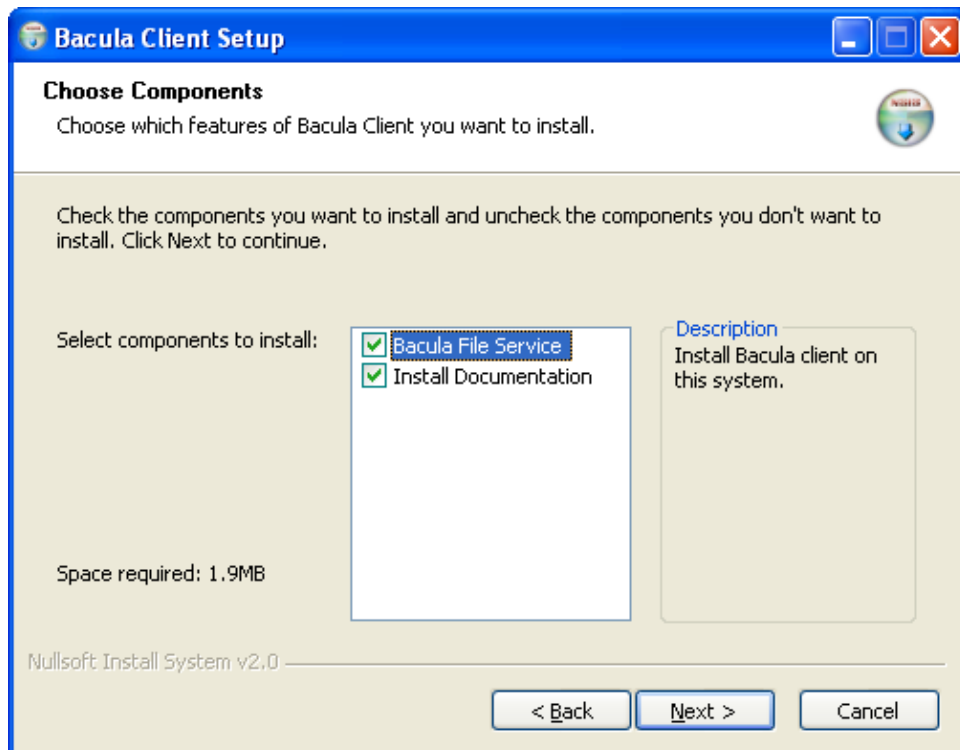 Bacula Client Setup
Choose Components
Choose which features of Bacula Client you want to install.
Check the components you want to install and uncheck the components you don't want to
install. Click Next to continue.
Select components to install:
Bacula File Service
Install Documentation
Description
Install Bacula client on
this system.
Space required: 1.9MB
Nullsoft Install System v2.0
< Back
Next >
Cancel